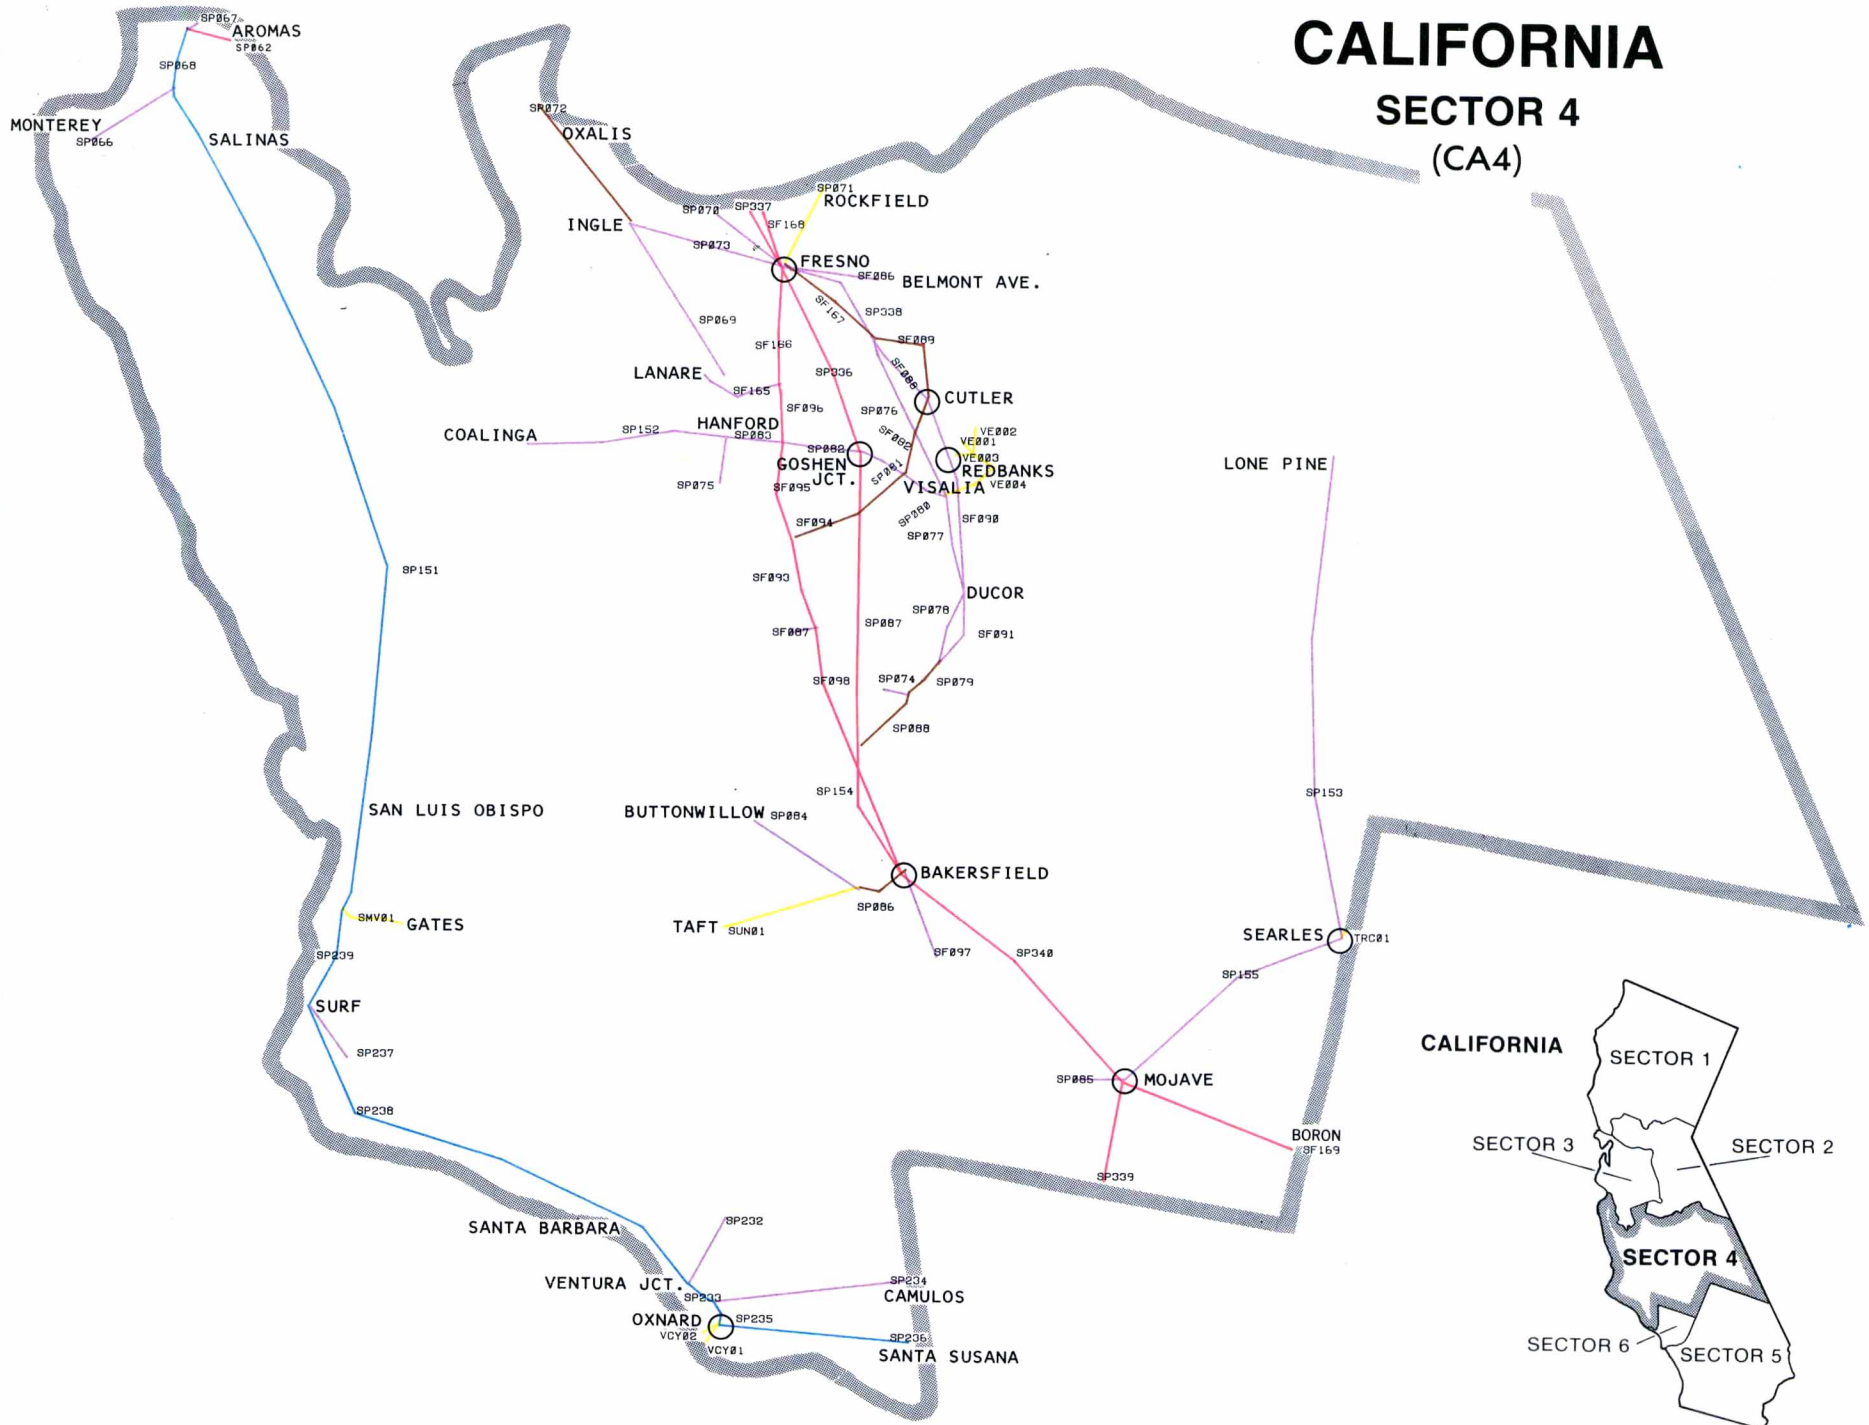 CALIFORNIA
SECTOR 4
(CA4)
SP067
AROMAS
SP062
SP068
MONTEREY
SP066
SALINAS
SP072
OXALIS
INGLE
SP070
SP337
SF168
SP071
ROCKFIELD
SP073
FRESNO
SF086
BELMONT AVE.
SF167
SP338
SP069
SF166
SF089
SF088
LANARE
SP336
SF165
SF096
SP076
CUTLER
COALINGA
SP152
HANFORD
SP083
SP082
SF082
VE002
VE001
VE003
GOSHEN
JCT.
SP081
REDBANKS
VISALIA
VE004
SP075
SF095
SP080
SF094
SF090
SP077
LONE PINE
SP151
SF093
DUCOR
SP078
SP087
SF087
SF091
SF098
SP074
SP079
SP088
SP154
SP153
SAN LUIS OBISPO
BUTTONWILLOW
SP084
BAKERSFIELD
SP086
SMV01
GATES
TAFT
SUN01
SF097
SP340
SEARLES
TRC01
SP155
SP239
SURF
SP237
SP085
MOJAVE
SP238
BORON
SF169
SP339
SP232
SANTA BARBARA
VENTURA JCT.
SP233
SP234
CAMULOS
OXNARD
SP235
VCY02
VCY01
SP236
SANTA SUSANA
CALIFORNIA
SECTOR 1
SECTOR 3
SECTOR 2
SECTOR 4
SECTOR 6
SECTOR 5